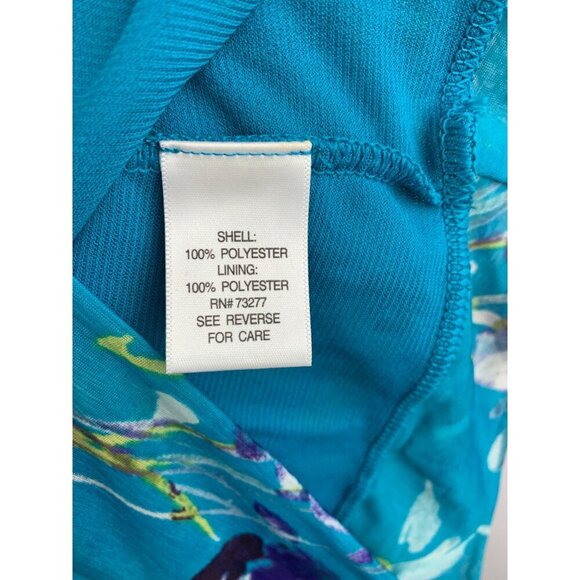 SHELL:
100% POLYESTER
LINING:
100% POLYESTER
RN# 73277
SEE REVERSE
FOR CARE